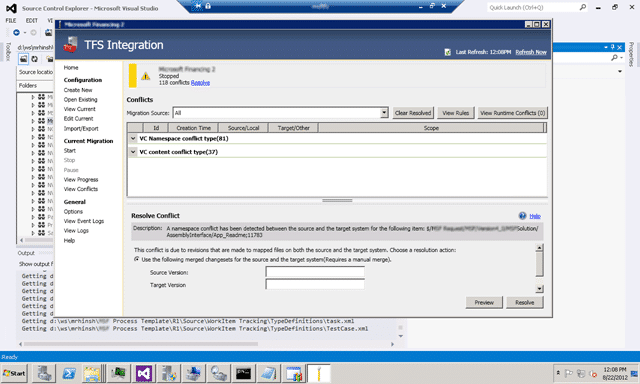 Source Control Explorer - Microsoft Visual Studio
Quick Launch (Ctrl+Q)
FILE EDIT
Toolbox
Properties
Source locatio
Folders
Output
Show output f
Microsoft Financing 2
TFS Integration
Last Refresh: 12:08PM Refresh Now
Home
Configuration
Create New
Open Existing
View Current
Edit Current
Import/Export
Current Migration
Start
Stop
Pause
View Progress
View Conflicts
General
Options
View Event Logs
View Logs
Help
Microsoft Financing 2
Stopped
118 conflicts Resolve
Conflicts
Migration Source: All
Clear Resolved
View Rules
View Runtime Conflicts (0)
Id Creation Time Source/Local Target/Other Scope
VC Namespace conflict type(81)
VC content conflict type(37)
Resolve Conflict
Help
Description: A namespace conflict has been detected between the source and the target system for the following item: $/
Solution/
AssemblyInterface/App_Readme;11783
This conflict is due to revisions that are made to mapped files on both the source and the target system. Choose a resolution action:
Use the following merged changesets for the source and the target system(Requires a manual merge).
Source Version:
Target Version
Preview
Resolve
Getting d:
Getting d:
Getting d:
Getting d:
Getting d:
Getting d:
Getting d:\ws\mrhinsh\ Process Template\R1\Source\WorkItem Tracking\TypeDefinitions\task.xml
Getting d:\ws\mrhinsh\ Process Template\R1\Source\WorkItem Tracking\TypeDefinitions\TestCase.xml
Ready
Start
12:08 PM
8/22/2012